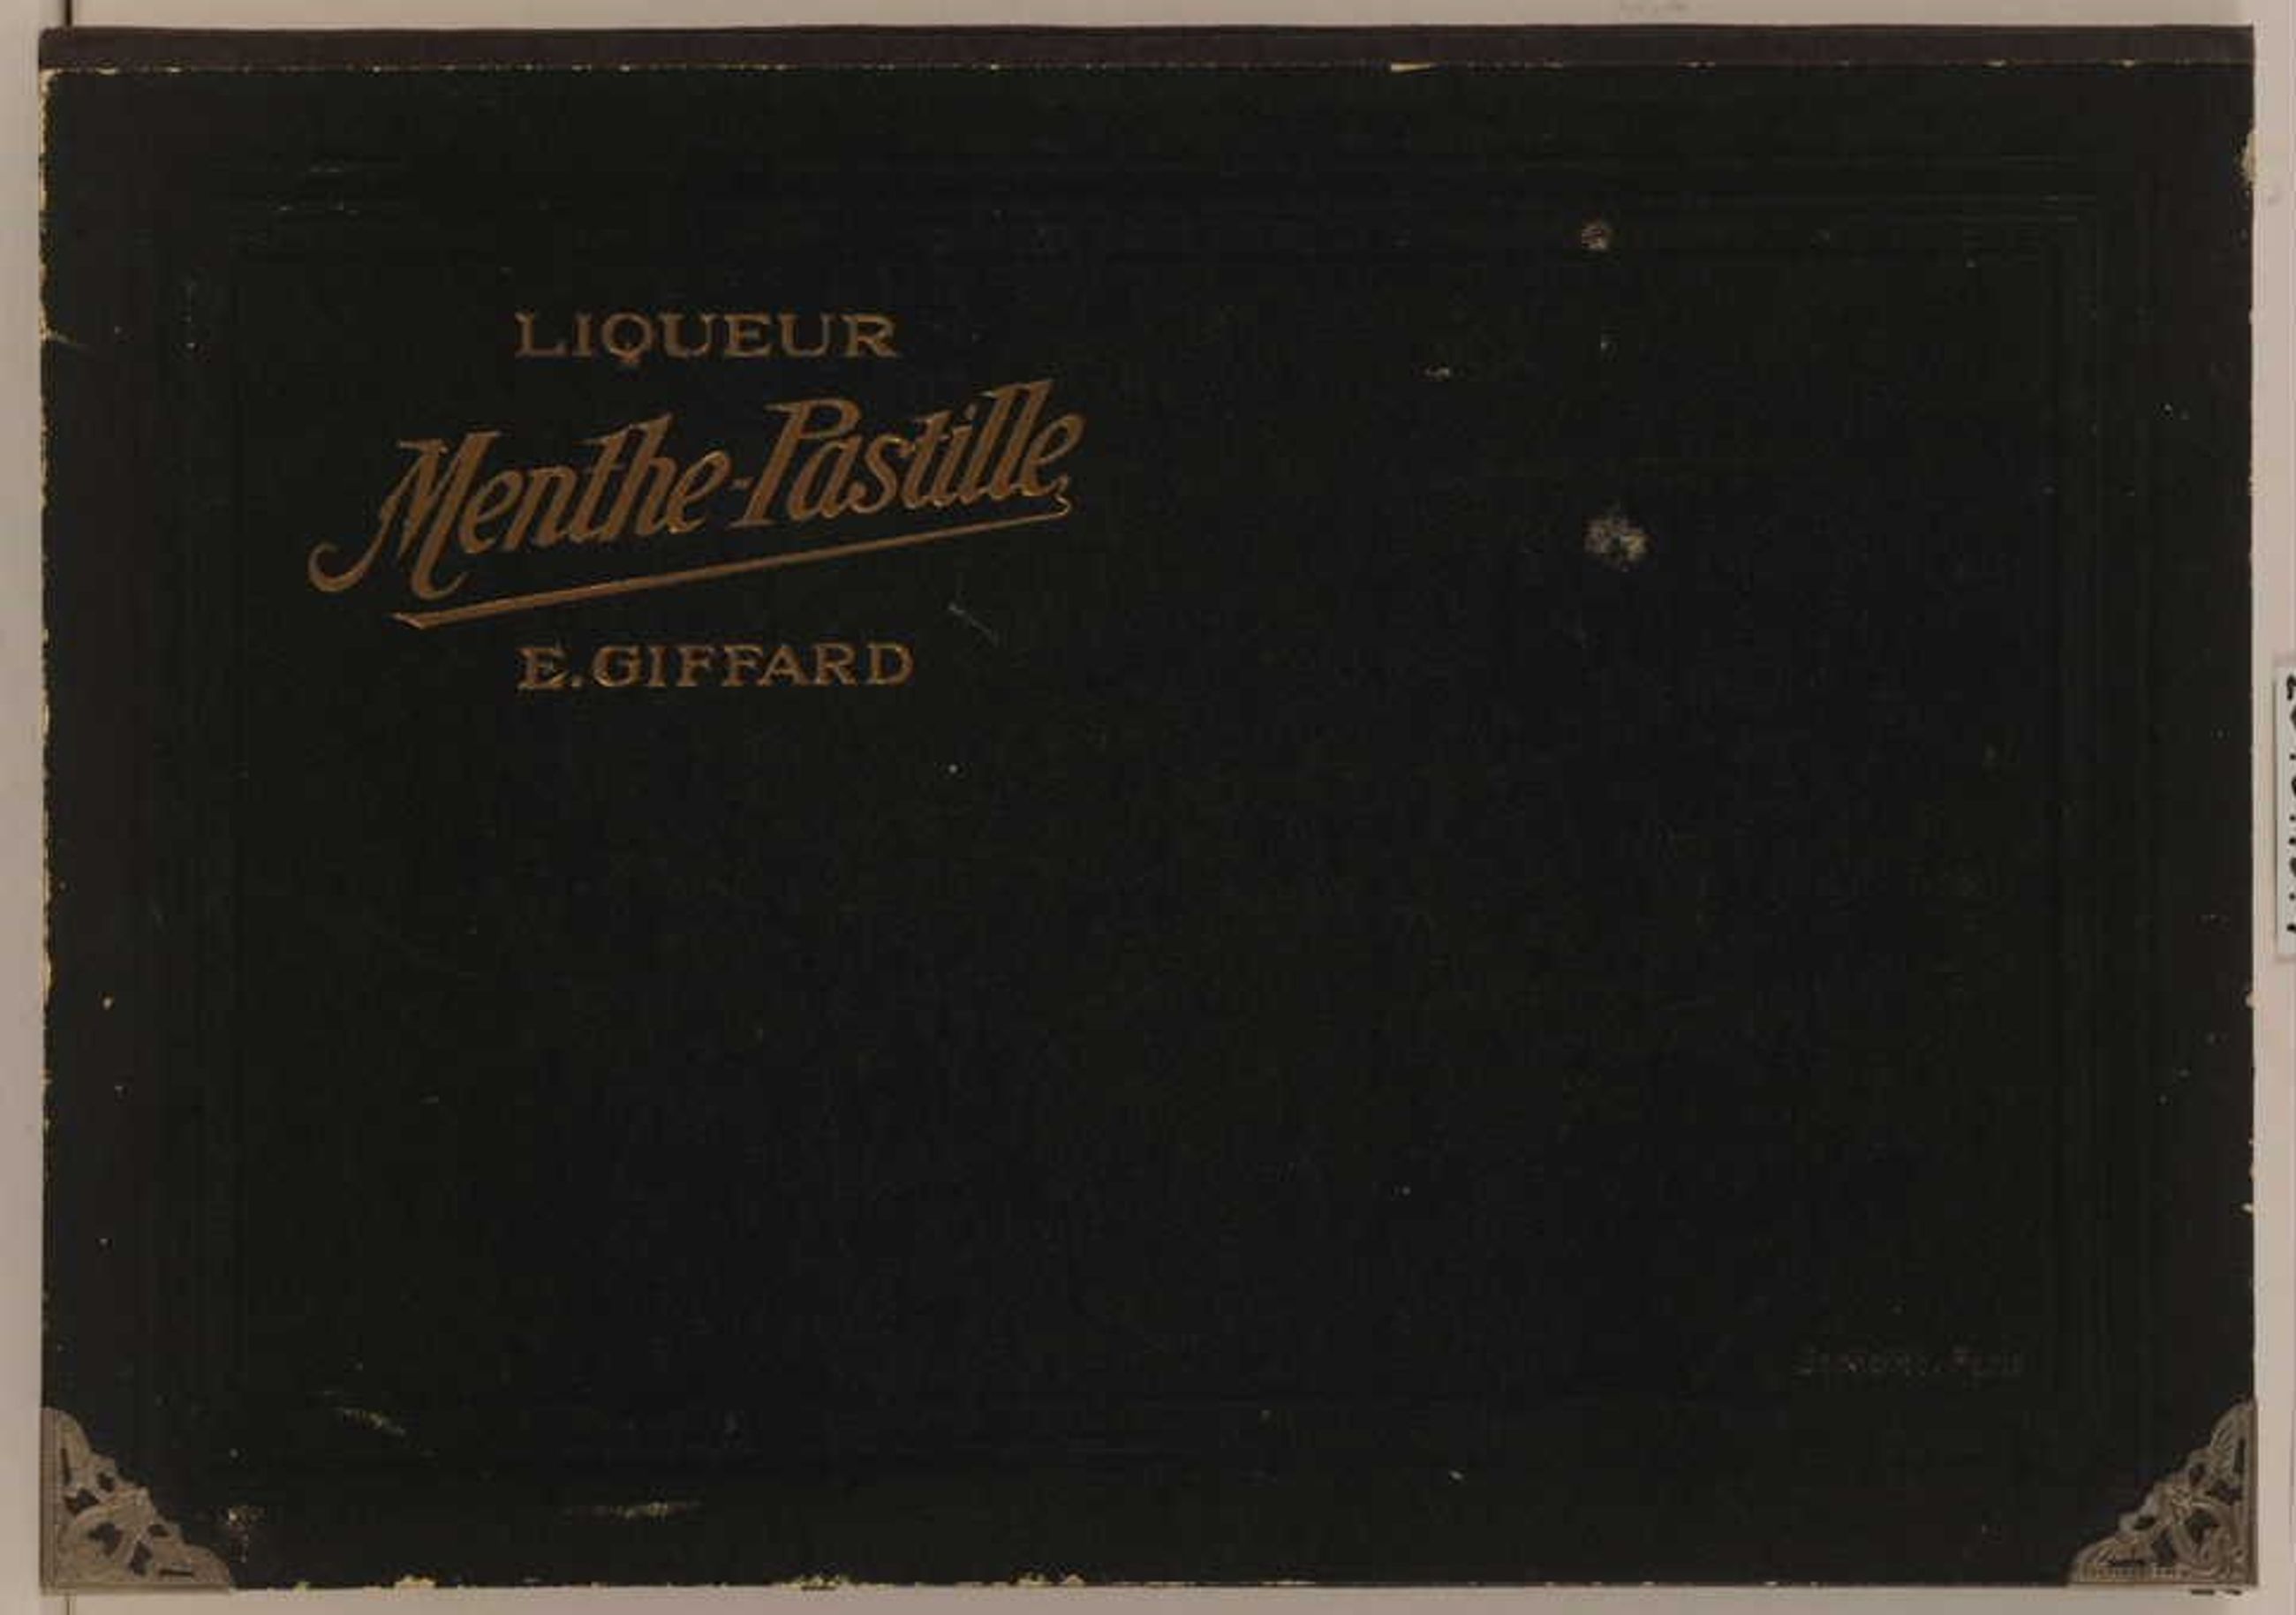 LIQUEUR
Menthe-Pastille
E. GIFFARD